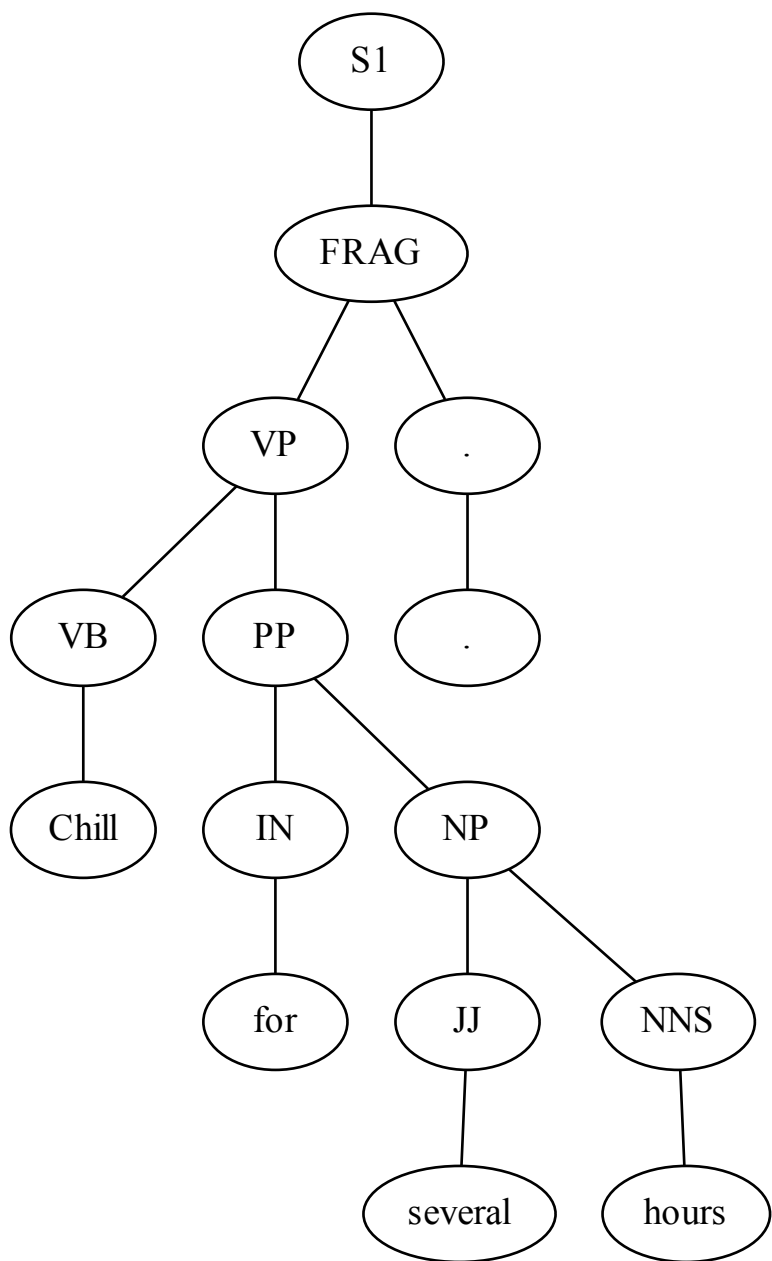 S1
FRAG
VP .
VB PP .
Chill IN NP
for JJ NNS
several hours